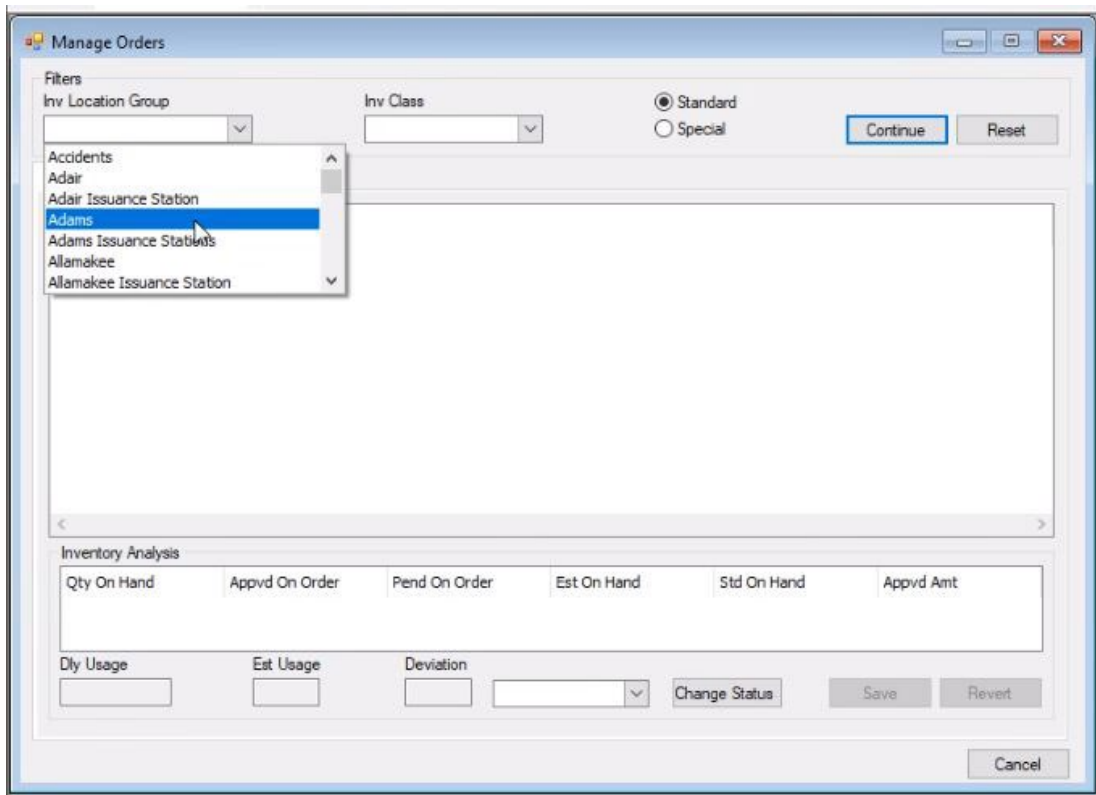 Manage Orders
Filters
Inv Location Group Inv Class Standard
Special Continue Reset
Accidents
Adair
Adair Issuance Station
Adams
Adams Issuance Stations
Allamakee
Allamakee Issuance Station
Inventory Analysis
Qty On Hand Appvd On Order Pend On Order Est On Hand Std On Hand Appvd Amt
Dly Usage Est Usage Deviation
Change Status Save Revert
Cancel